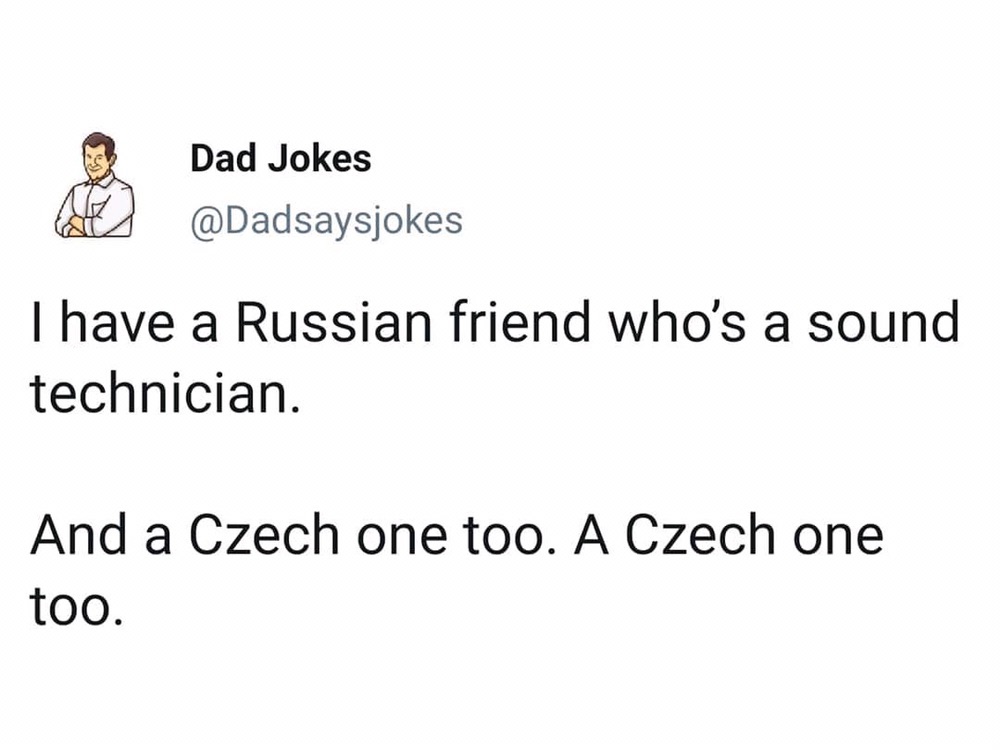 Dad Jokes
@Dadsaysjokes
I have a Russian friend who’s a sound
technician.
And a Czech one too. A Czech one
too.